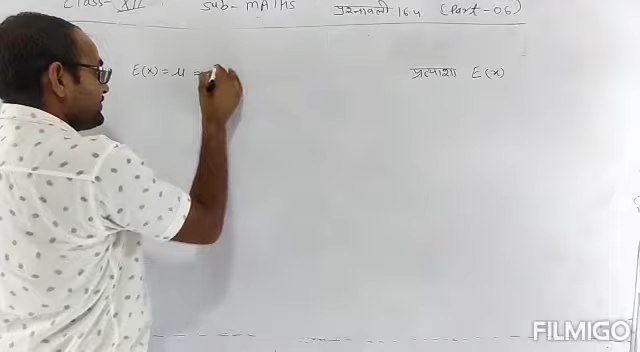 Class- XII Sub- MATHS प्रश्नावली 16.4 (Part-06)
E(X) = μ = प्रत्याशा E(x)
FILMIGO